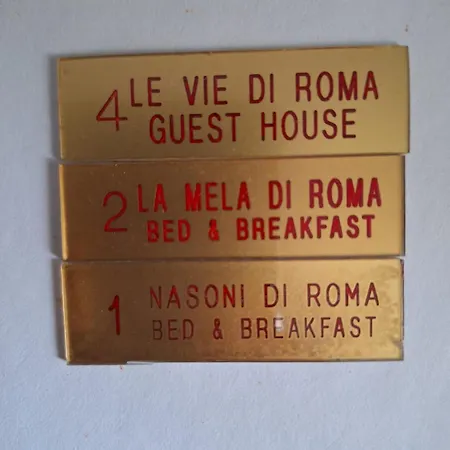 4 LE VIE DI ROMA
GUEST HOUSE
2 LA MELA DI ROMA
BED & BREAKFAST
1 NASONI DI ROMA
BED & BREAKFAST